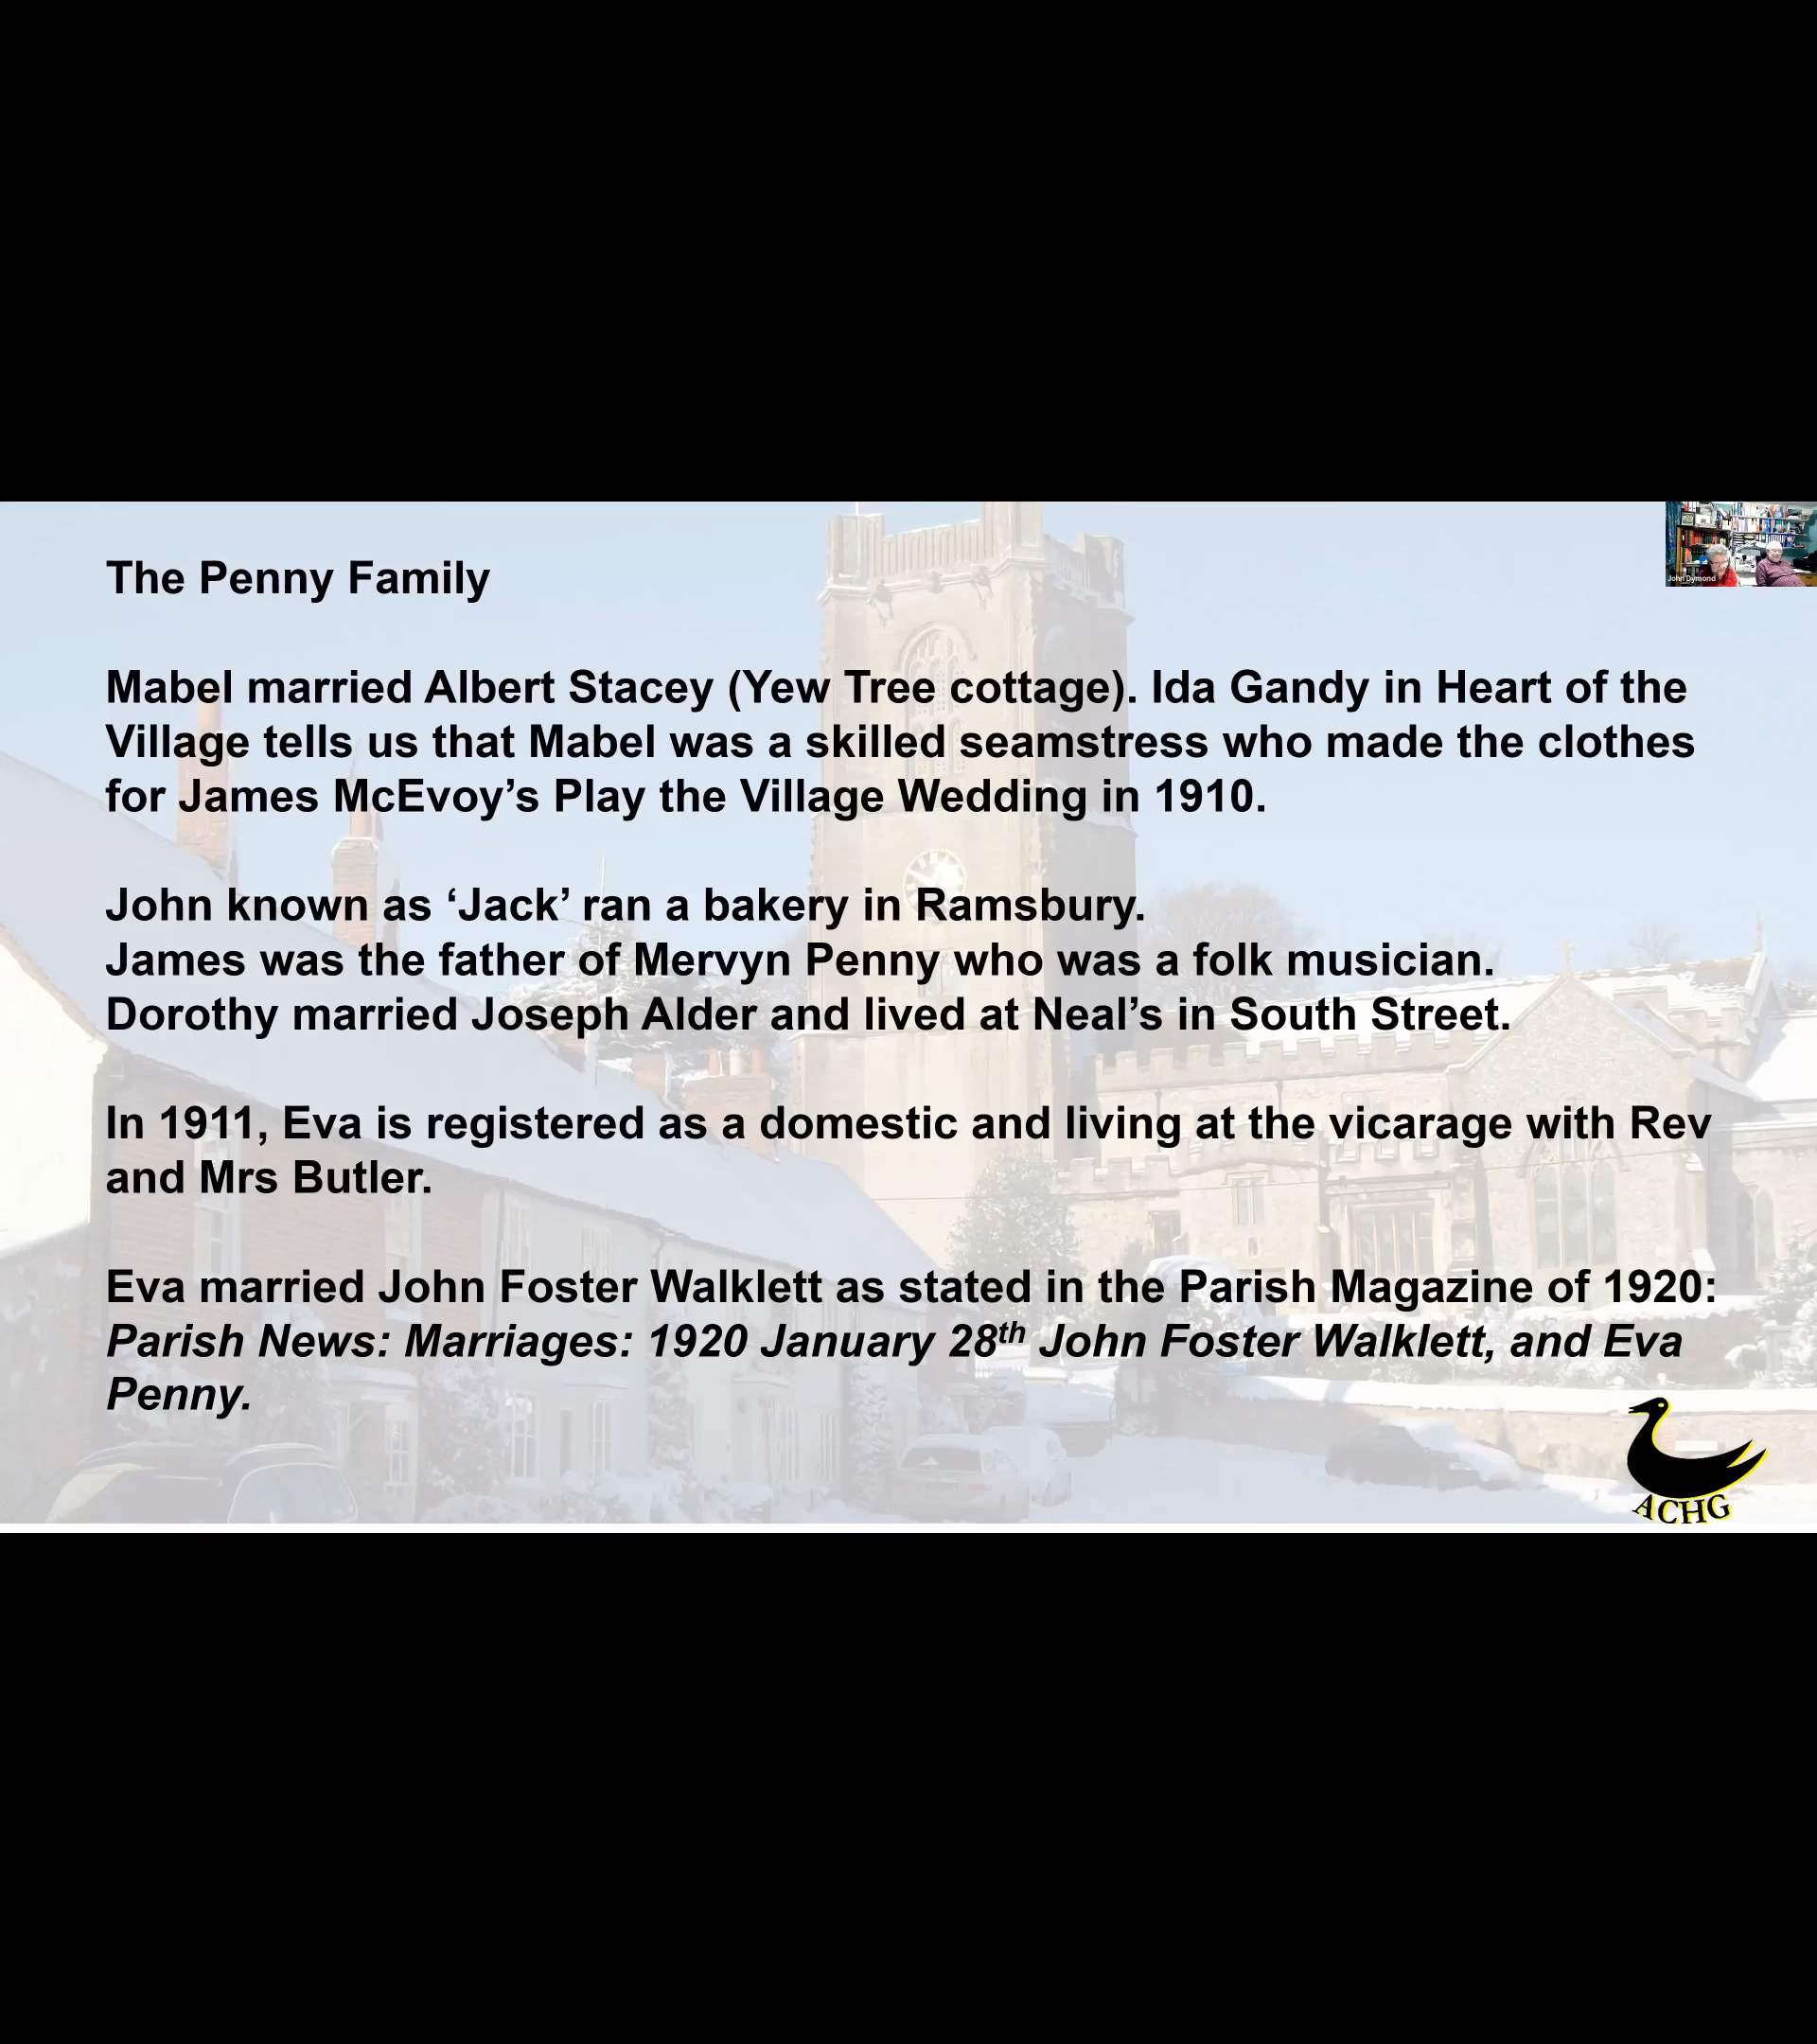 The Penny Family
John Dymond
Mabel married Albert Stacey (Yew Tree cottage). Ida Gandy in Heart of the
Village tells us that Mabel was a skilled seamstress who made the clothes
for James McEvoy’s Play the Village Wedding in 1910.
John known as ‘Jack’ ran a bakery in Ramsbury.
James was the father of Mervyn Penny who was a folk musician.
Dorothy married Joseph Alder and lived at Neal’s in South Street.
In 1911, Eva is registered as a domestic and living at the vicarage with Rev
and Mrs Butler.
Eva married John Foster Walklett as stated in the Parish Magazine of 1920:
Parish News: Marriages: 1920 January 28th John Foster Walklett, and Eva
Penny.
ACHG